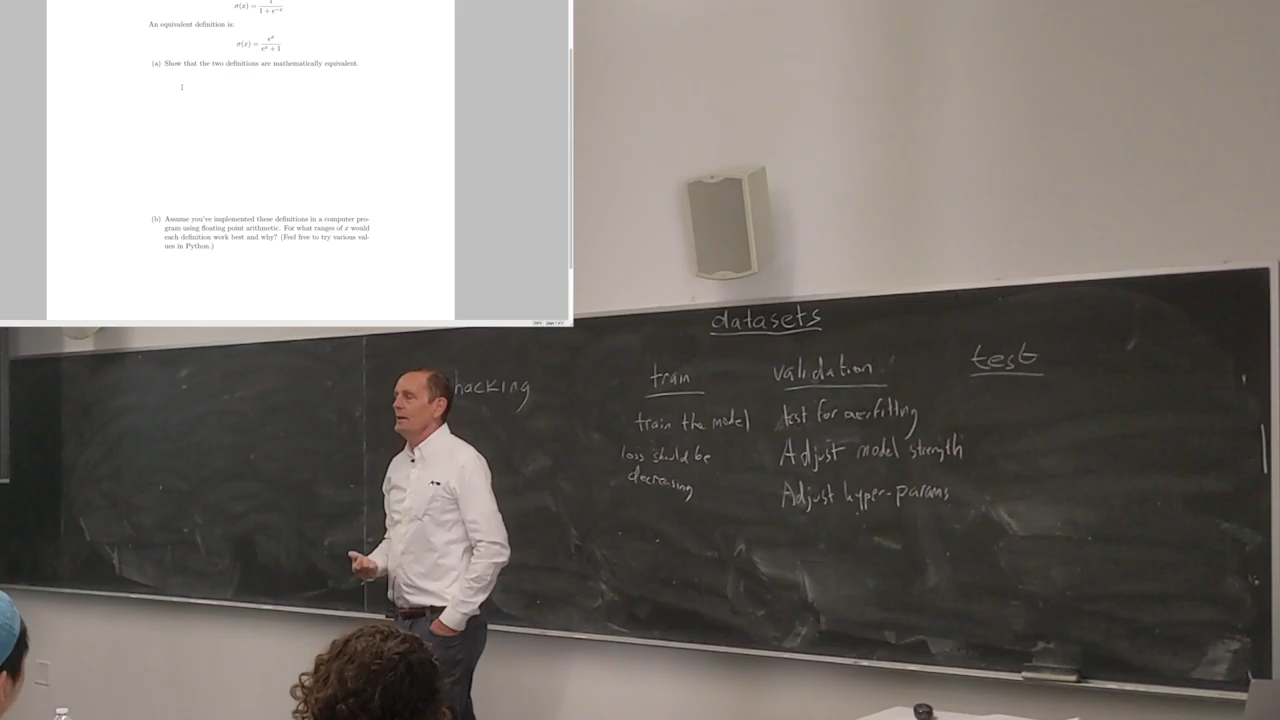 σ(x) = 1 / (1 + e^{-x})
An equivalent definition is:
σ(x) = e^x / (e^x + 1)
(a) Show that the two definitions are mathematically equivalent.
(b) Assume you've implemented these definitions in a computer pro-
gram using floating point arithmetic. For what ranges of x would
each definition work best and why? (Feel free to try various val-
ues in Python.)
hacking
datasets
train
train the model
loss should be
decreasing
validation
test for overfitting
Adjust model strength
Adjust hyper-params
test